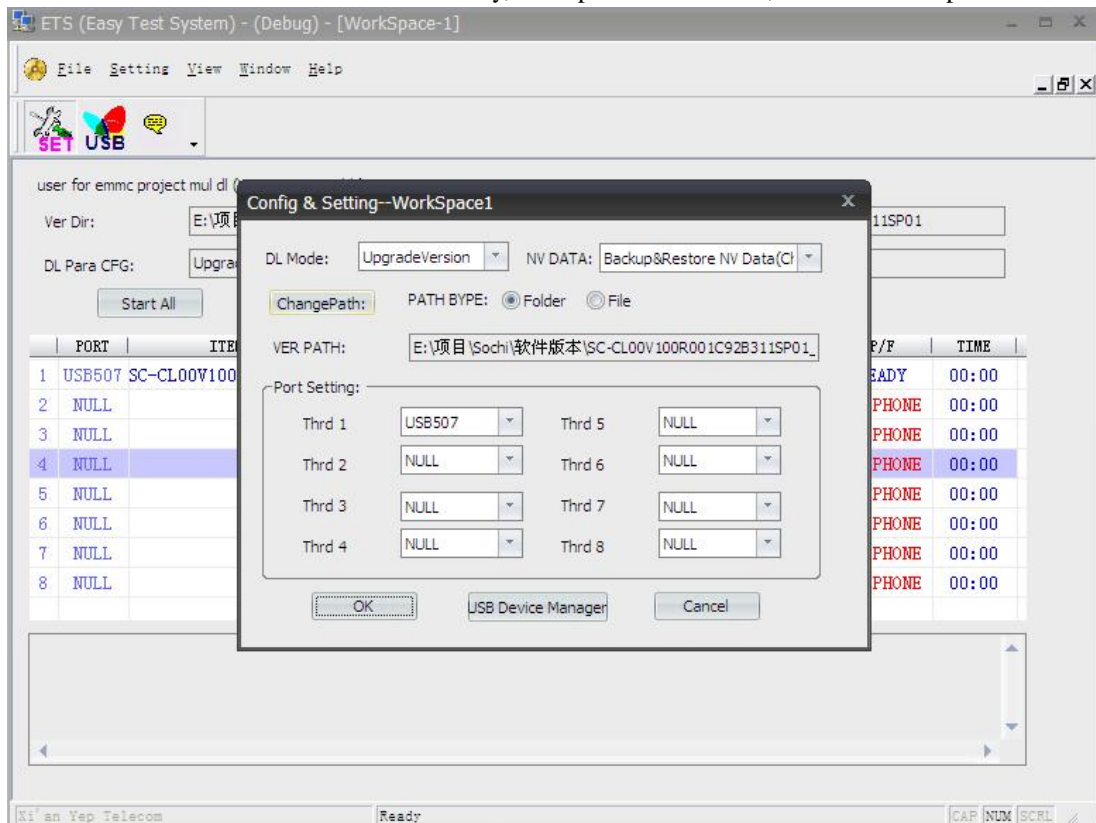 ETS (Easy Test System) - (Debug) - [WorkSpace-1]
File Setting View Window Help
SET USB
user for emmc project mul dl
Config & Setting--WorkSpace1
Ver Dir: E:\项 11SP01
DL Mode: UpgradeVersion NV DATA: Backup&Restore NV Data(Cl
DL Para CFG: Upgra
Start All ChangePath: PATH BYPE: Folder File
VER PATH: E:\项目\Sochi\软件版本\SC-CL00V100R001C92B311SP01_
PORT ITE P/F TIME
1 USB507 SC-CL00V100 EADY 00:00
Port Setting:
2 NULL PHONE 00:00
Thrd 1 USB507 Thrd 5 NULL
3 NULL PHONE 00:00
Thrd 2 NULL Thrd 6 NULL
4 NULL PHONE 00:00
5 NULL PHONE 00:00
Thrd 3 NULL Thrd 7 NULL
6 NULL PHONE 00:00
Thrd 4 NULL Thrd 8 NULL
7 NULL PHONE 00:00
8 NULL PHONE 00:00
OK USB Device Manager Cancel
Xi'an Yep Telecom Ready CAP NUM SCRL